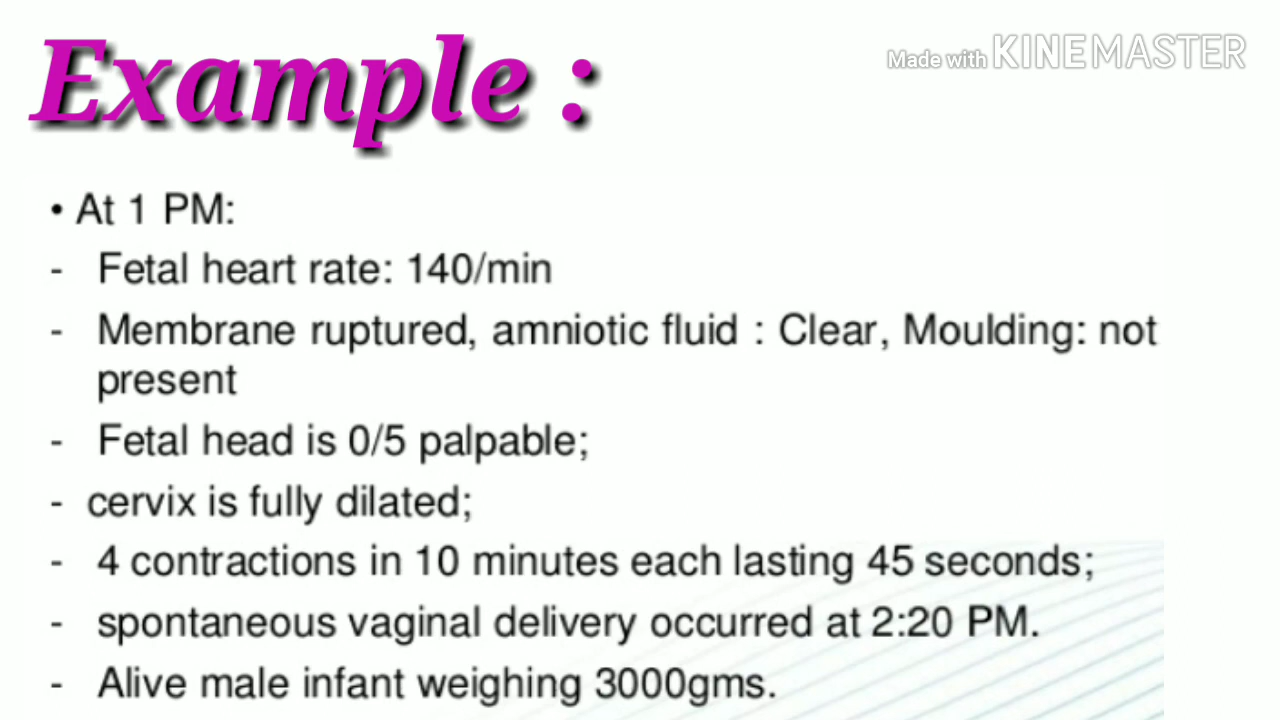 Example :
Made with KINEMASTER
• At 1 PM:
- Fetal heart rate: 140/min
- Membrane ruptured, amniotic fluid : Clear, Moulding: not
present
- Fetal head is 0/5 palpable;
- cervix is fully dilated;
- 4 contractions in 10 minutes each lasting 45 seconds;
- spontaneous vaginal delivery occurred at 2:20 PM.
- Alive male infant weighing 3000gms.